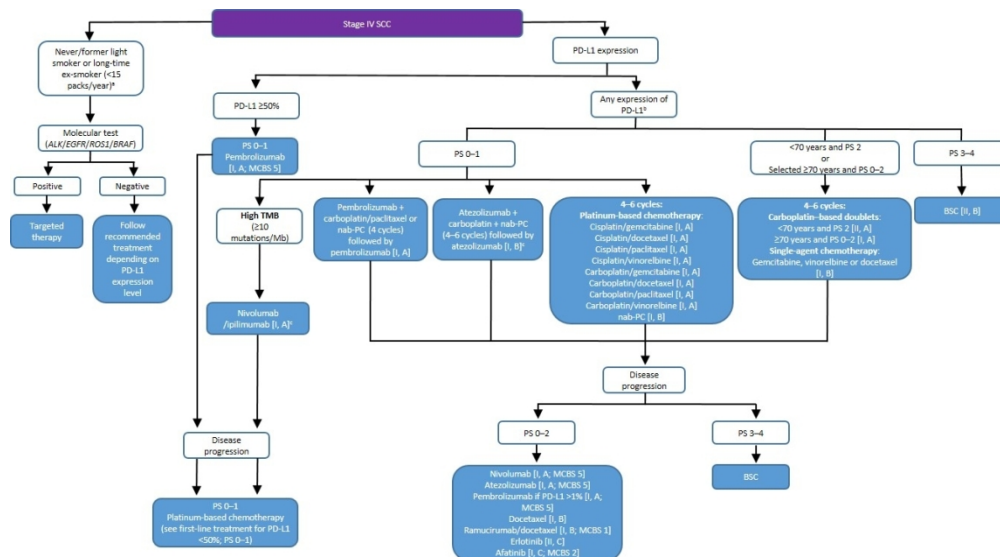 Stage IV SCC
Never/former light
smoker or long-time
ex-smoker (<15
packs/year)ᵃ
PD-L1 expression
PD-L1 ≥50%
Any expression of
PD-L1ᵇ
Molecular test
(ALK/EGFR/ROS1/BRAF)
PS 0–1
Pembrolizumab
[I, A; MCBS 5]
PS 0–1
<70 years and PS 2
or
Selected ≥70 years and PS 0–2
PS 3–4
Positive
Negative
Targeted
therapy
Follow
recommended
treatment
depending on
PD-L1
expression
level
High TMB
(≥10
mutations/Mb)
Pembrolizumab +
carboplatin/paclitaxel or
nab-PC (4 cycles)
followed by
pembrolizumab [I, A]
Atezolizumab +
carboplatin + nab-PC
(4–6 cycles) followed by
atezolizumab [I, B]ᶜ
4–6 cycles:
Platinum-based chemotherapy:
Cisplatin/gemcitabine [I, A]
Cisplatin/docetaxel [I, A]
Cisplatin/paclitaxel [I, A]
Cisplatin/vinorelbine [I, A]
Carboplatin/gemcitabine [I, A]
Carboplatin/docetaxel [I, A]
Carboplatin/paclitaxel [I, A]
Carboplatin/vinorelbine [I, A]
nab-PC [I, B]
4–6 cycles:
Carboplatin–based doublets:
<70 years and PS 2 [II, A]
≥70 years and PS 0–2 [I, A]
Single-agent chemotherapy:
Gemcitabine, vinorelbine or docetaxel
[I, B]
BSC [II, B]
Nivolumab
/ipilimumab [I, A]ᶜ
Disease
progression
PS 0–2
PS 3–4
Disease
progression
PS 0–1
Platinum-based chemotherapy
(see first-line treatment for PD-L1
<50%; PS 0–1)
Nivolumab [I, A; MCBS 5]
Atezolizumab [I, A; MCBS 5]
Pembrolizumab if PD-L1 >1% [I, A;
MCBS 5]
Docetaxel [I, B]
Ramucirumab/docetaxel [I, B; MCBS 1]
Erlotinib [II, C]
Afatinib [I, C; MCBS 2]
BSC